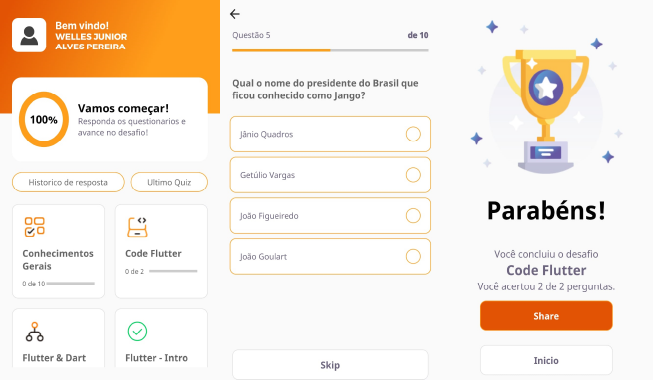 Bem vindo!
WELLES JUNIOR
ALVES PEREIRA
100%
Vamos começar!
Responda os questionarios e
avance no desafio!
Historico de resposta
Ultimo Quiz
Conhecimentos
Gerais
0 de 10
Code Flutter
0 de 2
Flutter & Dart
Flutter - Intro
Questão 5
de 10
Qual o nome do presidente do Brasil que
ficou conhecido como Jango?
Jânio Quadros
Getúlio Vargas
João Figueiredo
João Goulart
Skip
Parabéns!
Você concluiu o desafio
Code Flutter
Você acertou 2 de 2 perguntas.
Share
Inicio